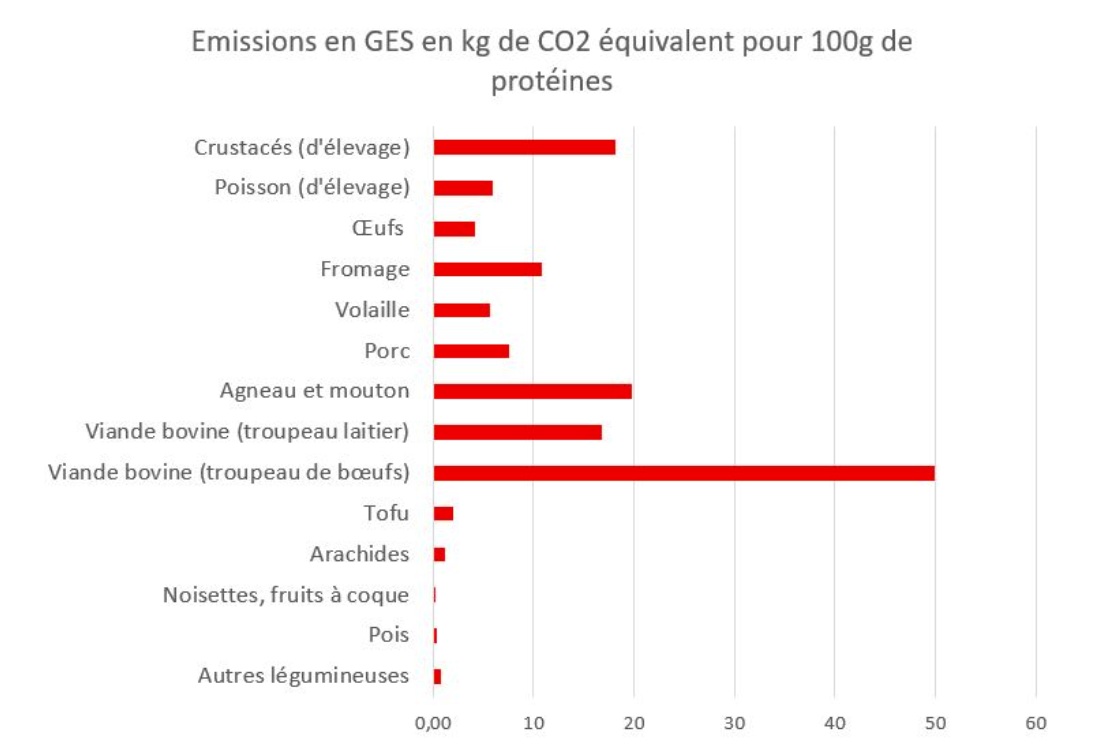 Emissions en GES en kg de CO2 équivalent pour 100g de
protéines
Crustacés (d'élevage)
Poisson (d'élevage)
Œufs
Fromage
Volaille
Porc
Agneau et mouton
Viande bovine (troupeau laitier)
Viande bovine (troupeau de bœufs)
Tofu
Arachides
Noisettes, fruits à coque
Pois
Autres légumineuses
0,00 10 20 30 40 50 60